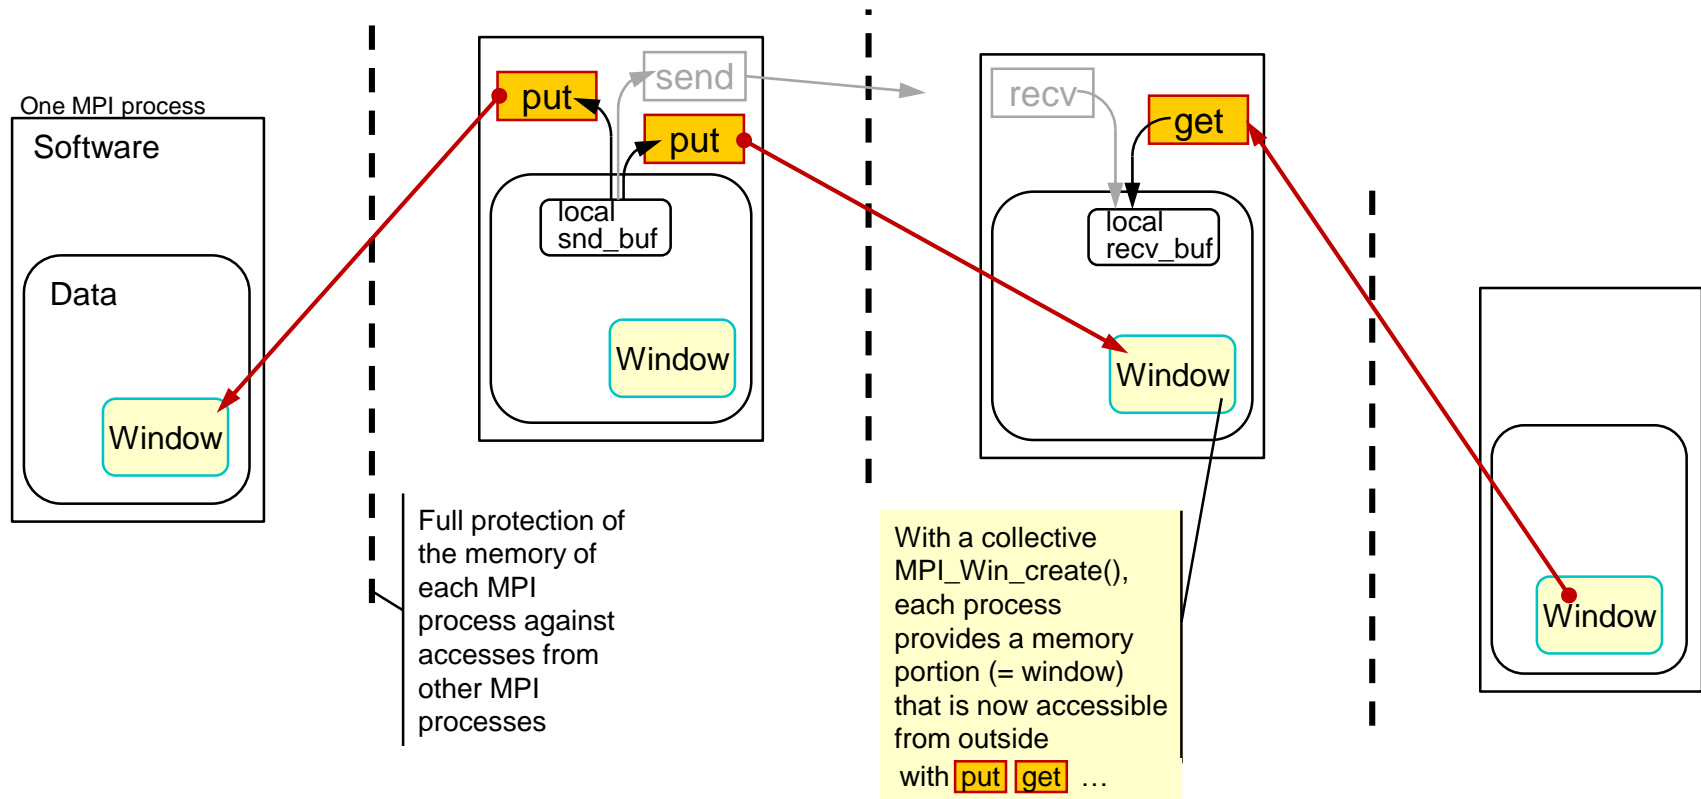 One MPI process
Software
Data
Window
put
send
put
local
snd_buf
Window
recv
get
local
recv_buf
Window
Window
Full protection of
the memory of
each MPI
process against
accesses from
other MPI
processes
With a collective
MPI_Win_create(),
each process
provides a memory
portion (= window)
that is now accessible
from outside
with put get …